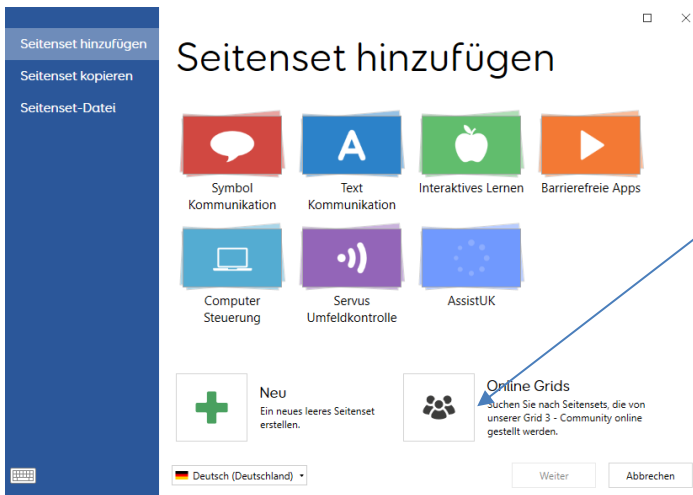 Seitenset hinzufügen
Seitenset kopieren
Seitenset-Datei
Seitenset hinzufügen
Symbol
Kommunikation
A
Text
Kommunikation
Interaktives Lernen
Barrierefreie Apps
Computer
Steuerung
Servus
Umfeldkontrolle
AssistUK
Neu
Ein neues leeres Seitenset
erstellen.
Online Grids
Suchen Sie nach Seitensets, die von
unserer Grid 3 - Community online
gestellt werden.
Deutsch (Deutschland)
Weiter
Abbrechen